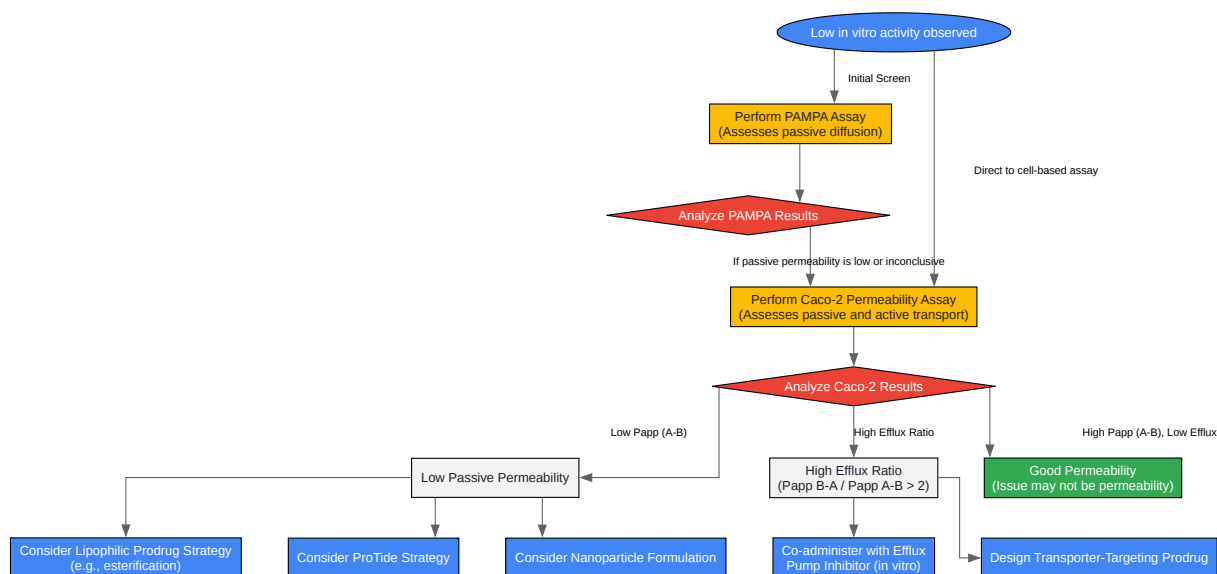 Low in vitro activity observed
Initial Screen
Perform PAMPA Assay
(Assesses passive diffusion)
Direct to cell-based assay
Analyze PAMPA Results
If passive permeability is low or inconclusive
Perform Caco-2 Permeability Assay
(Assesses passive and active transport)
Analyze Caco-2 Results
Low Papp (A-B)
High Efflux Ratio
High Papp (A-B), Low Efflux
Low Passive Permeability
High Efflux Ratio
(Papp B-A / Papp A-B > 2)
Good Permeability
(Issue may not be permeability)
Consider Lipophilic Prodrug Strategy
(e.g., esterification)
Consider ProTide Strategy
Consider Nanoparticle Formulation
Co-administer with Efflux
Pump Inhibitor (in vitro)
Design Transporter-Targeting Prodrug